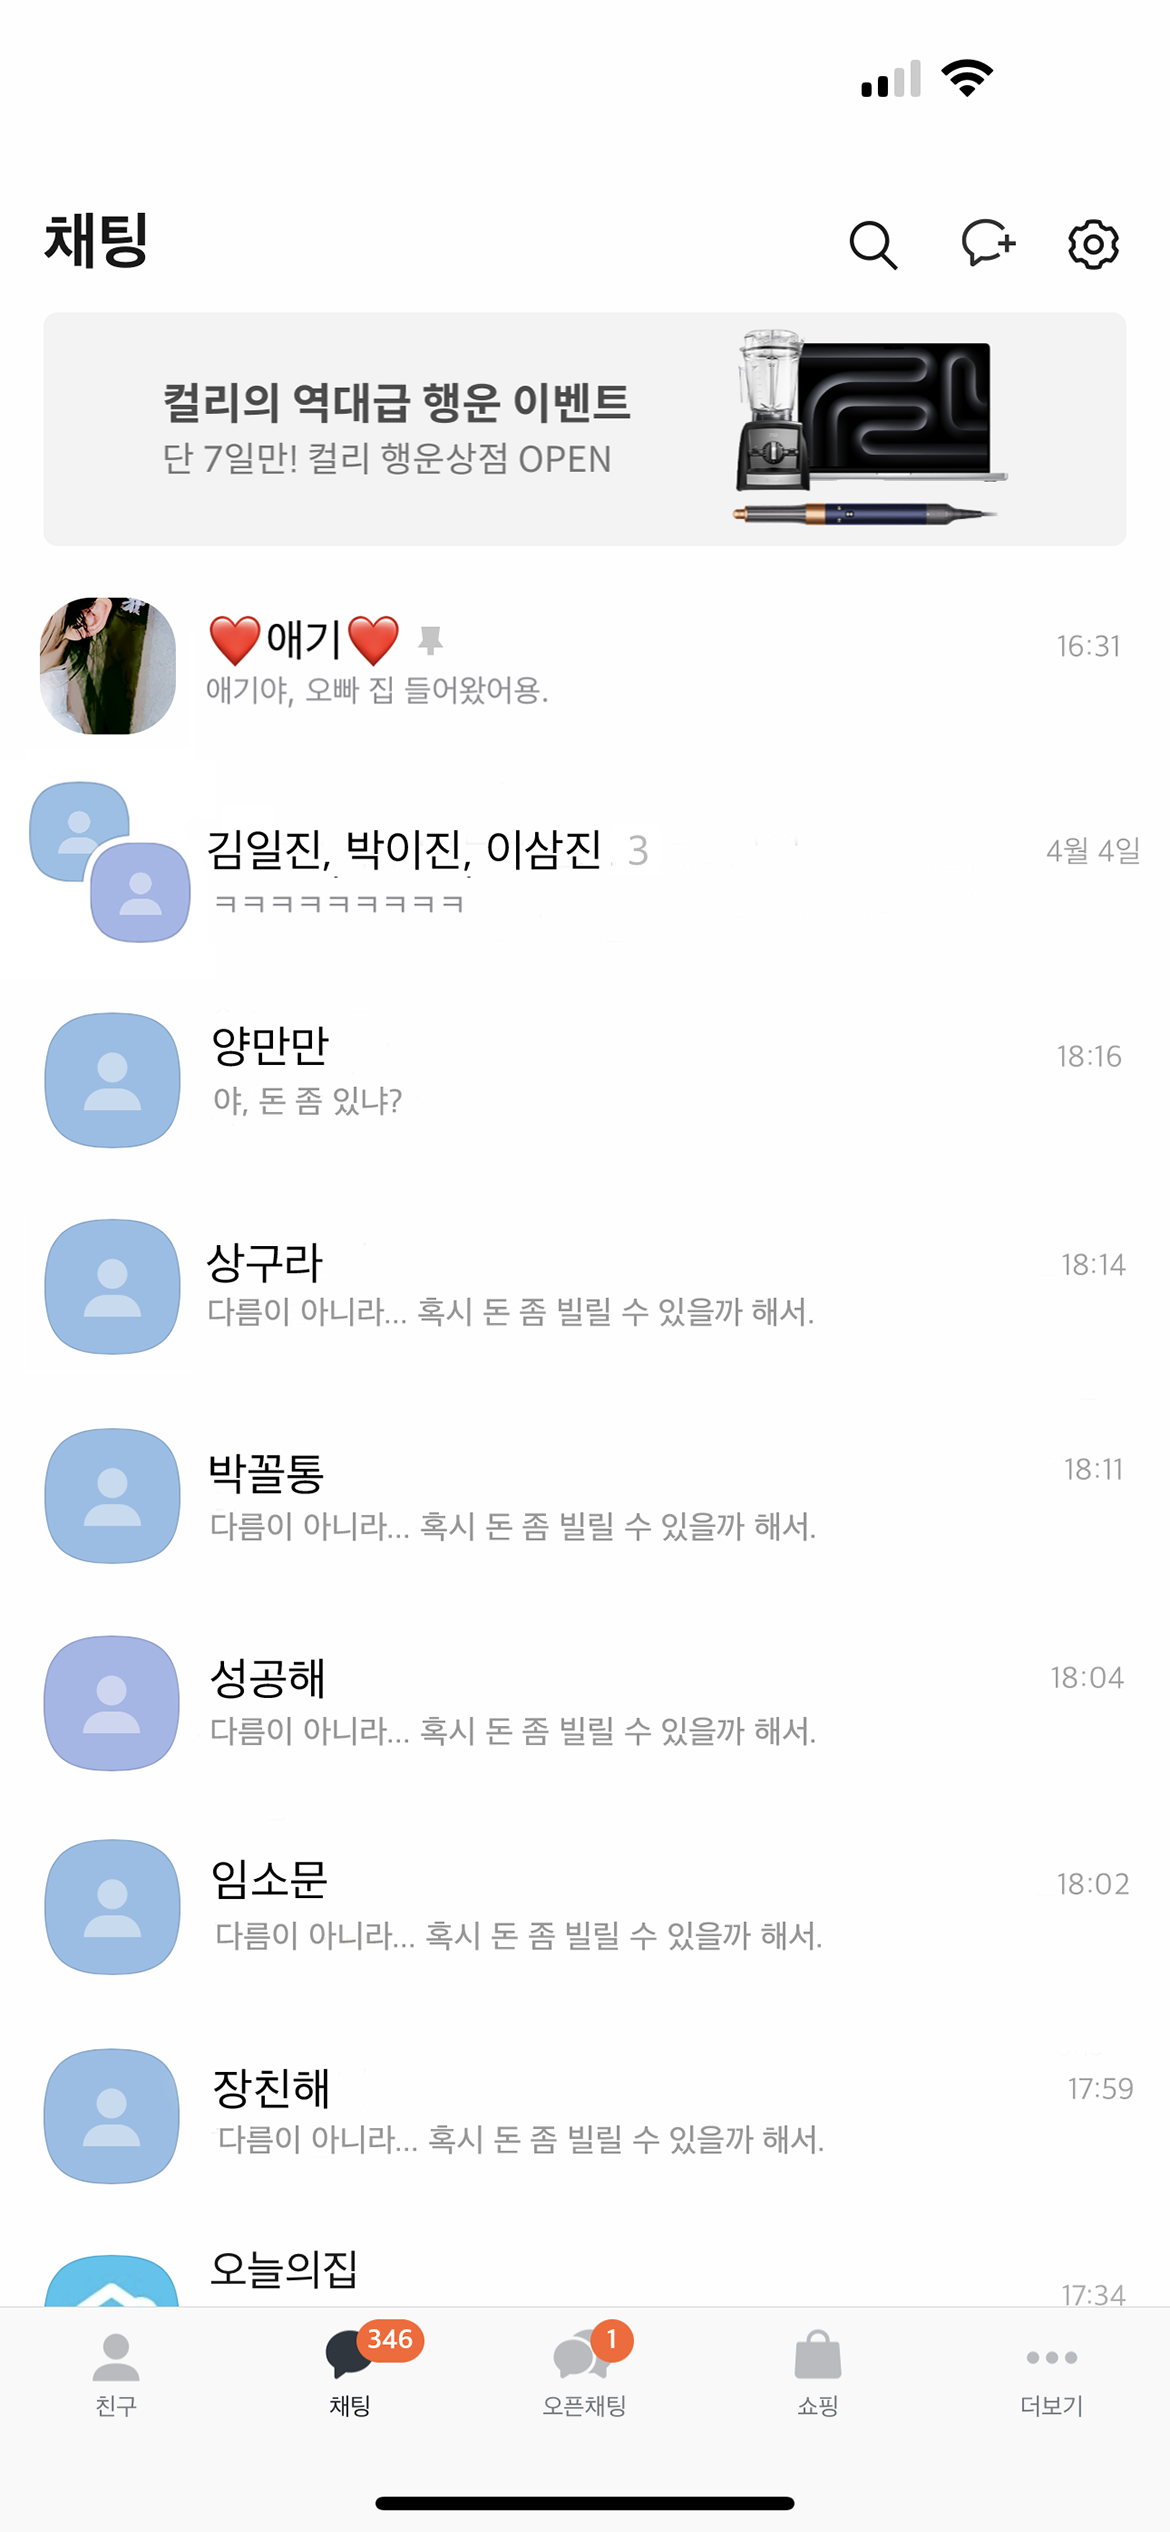 채팅
컬리의 역대급 행운 이벤트
단 7일만! 컬리 행운상점 OPEN
❤️애기❤️
16:31
애기야, 오빠 집 들어왔어용.
김일진, 박이진, 이삼진 3
4월 4일
ㅋㅋㅋㅋㅋㅋㅋㅋㅋ
양만만
18:16
야, 돈 좀 있냐?
상구라
18:14
다름이 아니라... 혹시 돈 좀 빌릴 수 있을까 해서.
박꼴통
18:11
다름이 아니라... 혹시 돈 좀 빌릴 수 있을까 해서.
성공해
18:04
다름이 아니라... 혹시 돈 좀 빌릴 수 있을까 해서.
임소문
18:02
다름이 아니라... 혹시 돈 좀 빌릴 수 있을까 해서.
장친해
17:59
다름이 아니라... 혹시 돈 좀 빌릴 수 있을까 해서.
오늘의집
17:34
346
1
친구
채팅
오픈채팅
쇼핑
더보기